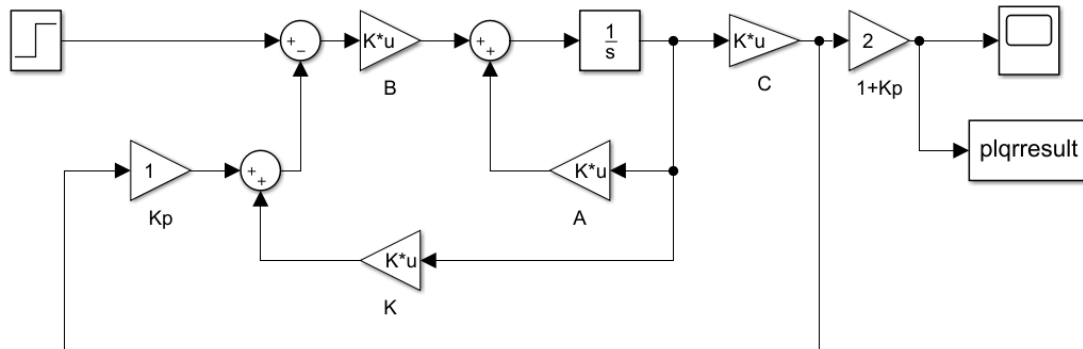 +
−
K*u
B
+
+
1
s
K*u
C
2
1+Kp
plqrresult
1
Kp
+
+
K*u
A
K*u
K